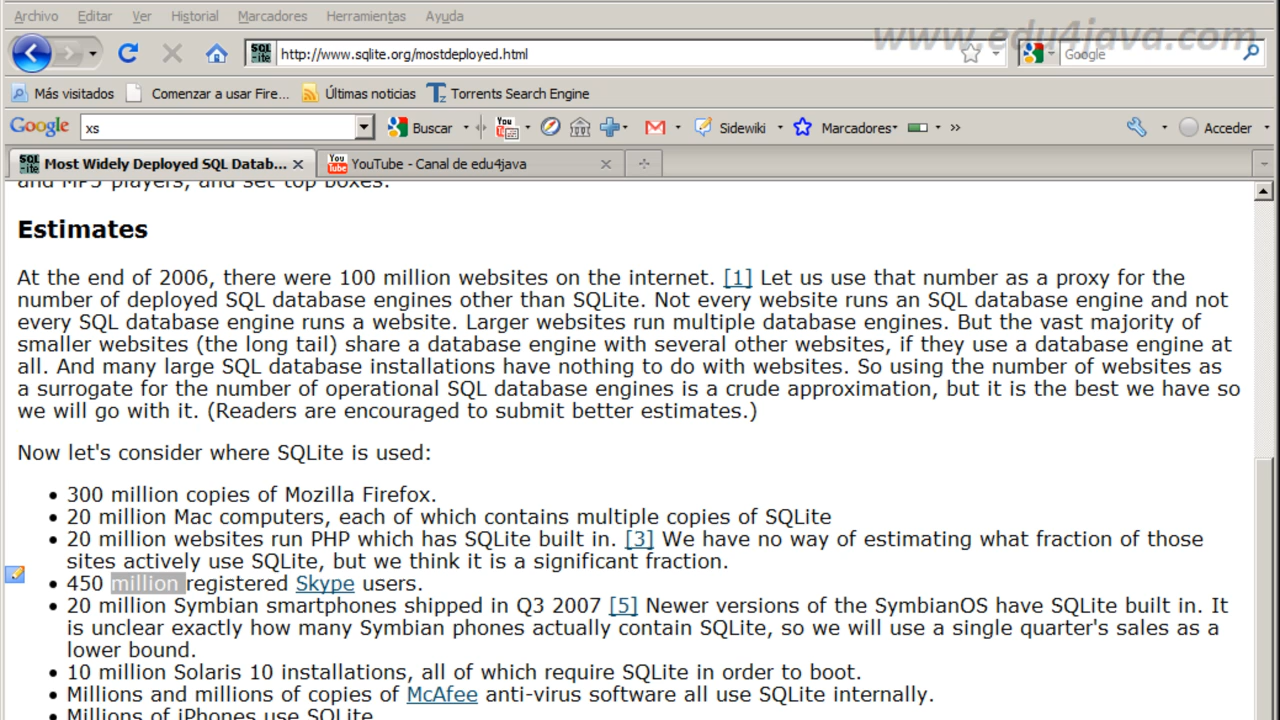 Archivo Editar Ver Historial Marcadores Herramientas Ayuda
www.edu4java.com
SQL ite http://www.sqlite.org/mostdeployed.html Google
Más visitados Comenzar a usar Fire... Últimas noticias Torrents Search Engine
Google xs Buscar Sidewiki Marcadores Acceder
Most Widely Deployed SQL Datab... YouTube - Canal de edu4java
and MP3 players, and set top boxes.
Estimates
At the end of 2006, there were 100 million websites on the internet. [1] Let us use that number as a proxy for the
number of deployed SQL database engines other than SQLite. Not every website runs an SQL database engine and not
every SQL database engine runs a website. Larger websites run multiple database engines. But the vast majority of
smaller websites (the long tail) share a database engine with several other websites, if they use a database engine at
all. And many large SQL database installations have nothing to do with websites. So using the number of websites as
a surrogate for the number of operational SQL database engines is a crude approximation, but it is the best we have so
we will go with it. (Readers are encouraged to submit better estimates.)
Now let's consider where SQLite is used:
• 300 million copies of Mozilla Firefox.
• 20 million Mac computers, each of which contains multiple copies of SQLite
• 20 million websites run PHP which has SQLite built in. [3] We have no way of estimating what fraction of those
sites actively use SQLite, but we think it is a significant fraction.
• 450 million registered Skype users.
• 20 million Symbian smartphones shipped in Q3 2007 [5] Newer versions of the SymbianOS have SQLite built in. It
is unclear exactly how many Symbian phones actually contain SQLite, so we will use a single quarter's sales as a
lower bound.
• 10 million Solaris 10 installations, all of which require SQLite in order to boot.
• Millions and millions of copies of McAfee anti-virus software all use SQLite internally.
• Millions of iPhones use SQLite